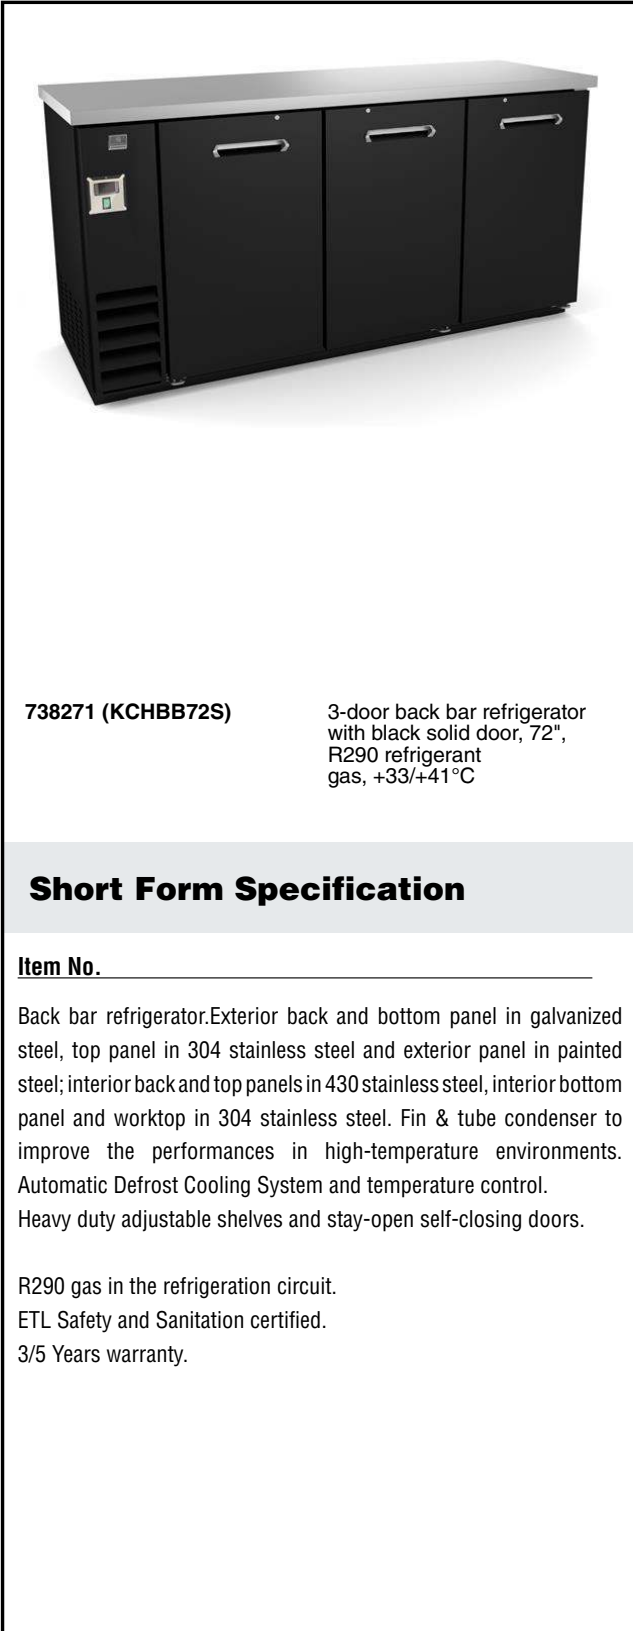 738271 (KCHBB72S)
3-door back bar refrigerator
with black solid door, 72",
R290 refrigerant
gas, +33/+41°C
Short Form Specification
Item No.
Back bar refrigerator.Exterior back and bottom panel in galvanized
steel, top panel in 304 stainless steel and exterior panel in painted
steel; interior back and top panels in 430 stainless steel, interior bottom
panel and worktop in 304 stainless steel. Fin & tube condenser to
improve the performances in high-temperature environments.
Automatic Defrost Cooling System and temperature control.
Heavy duty adjustable shelves and stay-open self-closing doors.
R290 gas in the refrigeration circuit.
ETL Safety and Sanitation certified.
3/5 Years warranty.